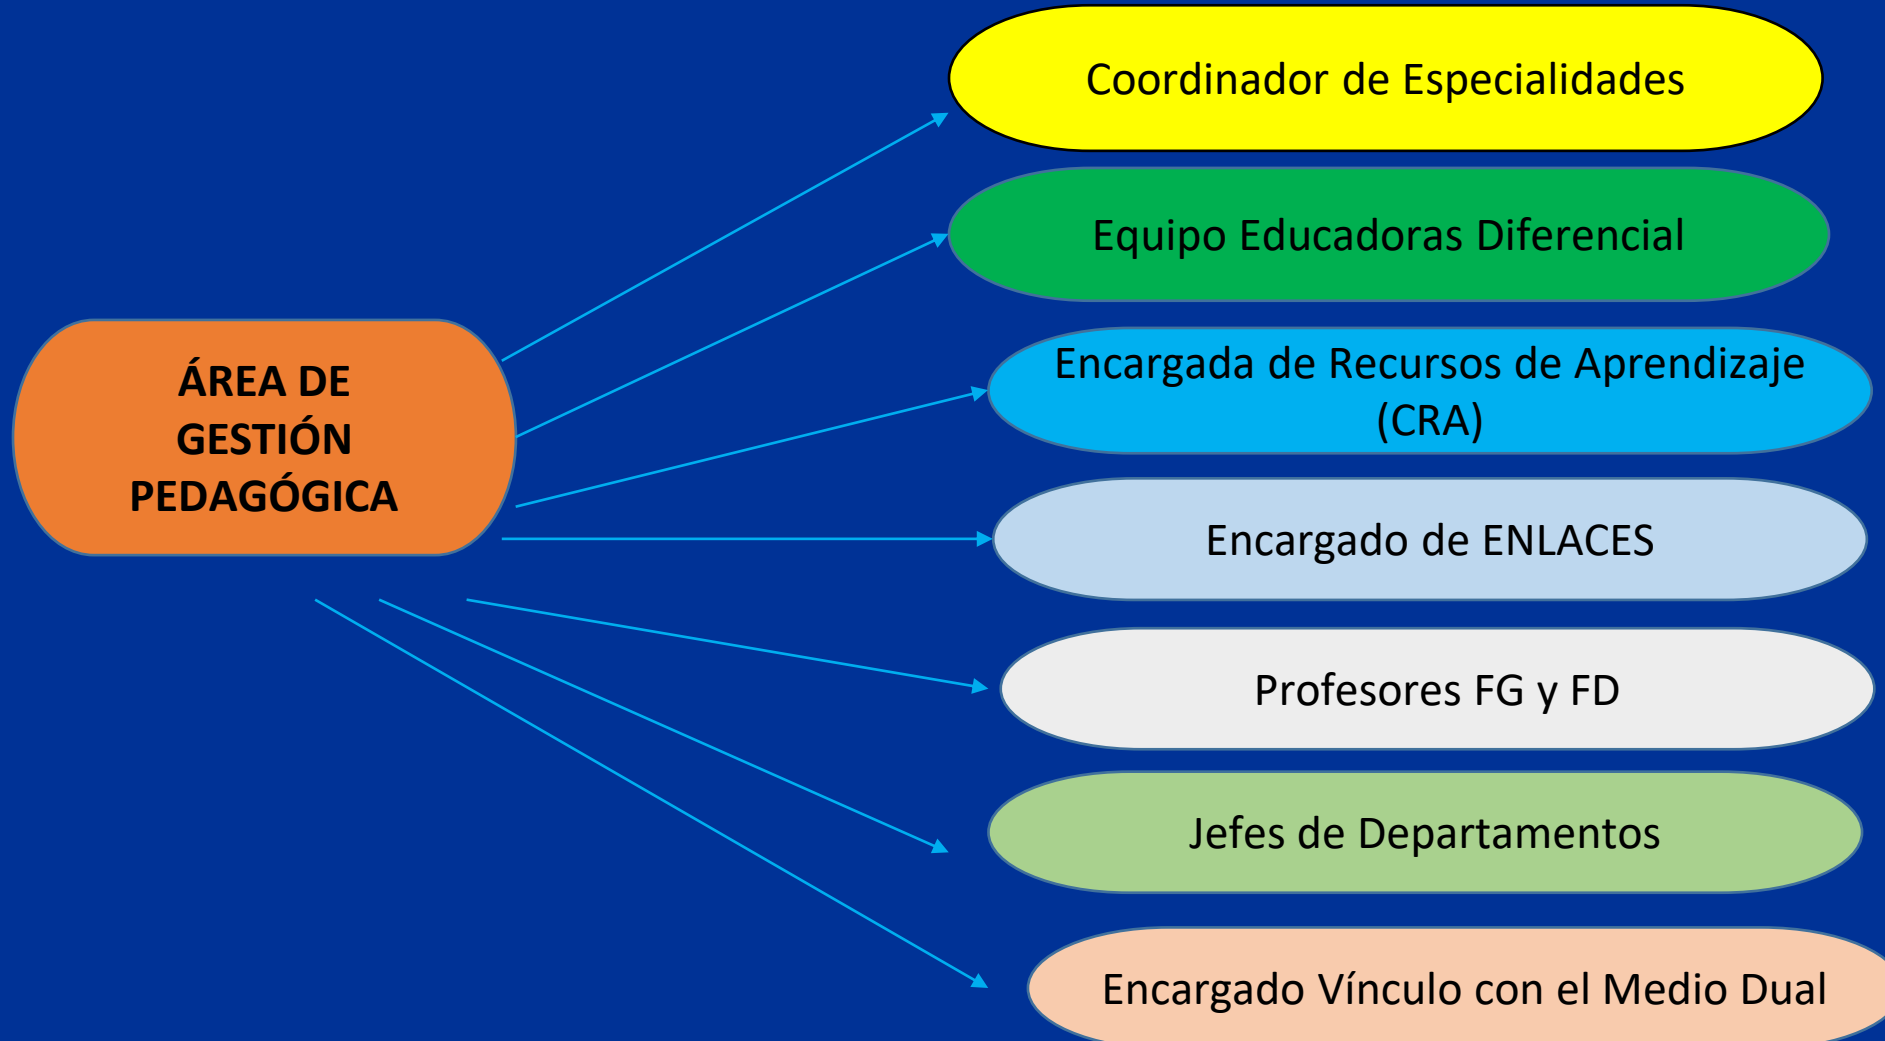 Coordinador de Especialidades
Equipo Educadoras Diferencial
ÁREA DE
GESTIÓN
PEDAGÓGICA
Encargada de Recursos de Aprendizaje
(CRA)
Encargado de ENLACES
Profesores FG y FD
Jefes de Departamentos
Encargado Vínculo con el Medio Dual